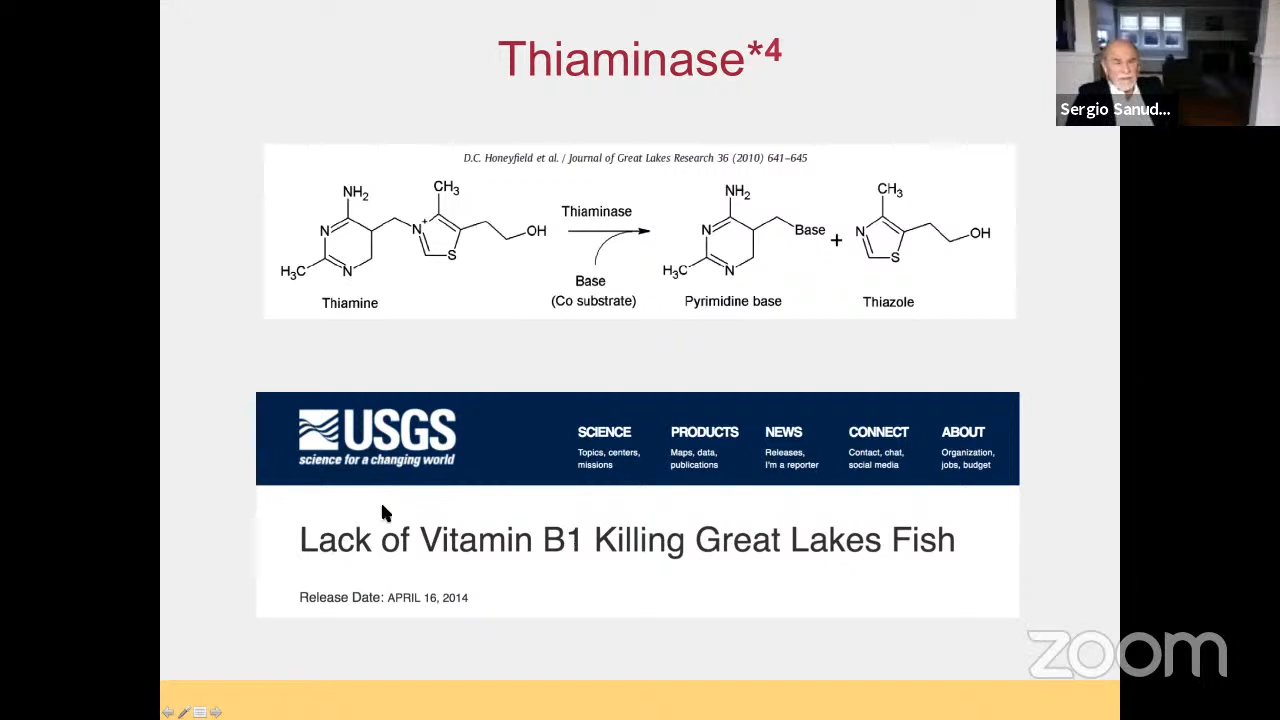 Thiaminase*4
Sergio Sanud...
D.C. Honeyfield et al. / Journal of Great Lakes Research 36 (2010) 641–645
NH2
CH3
N
N
H3C
N+
S
OH
Thiamine
Thiaminase
Base
(Co substrate)
NH2
N
N
H3C
Base
Pyrimidine base
+
CH3
N
S
OH
Thiazole
USGS
science for a changing world
SCIENCE
Topics, centers,
missions
PRODUCTS
Maps, data,
publications
NEWS
Releases,
I'm a reporter
CONNECT
Contact, chat,
social media
ABOUT
Organization,
jobs, budget
Lack of Vitamin B1 Killing Great Lakes Fish
Release Date: APRIL 16, 2014
zoom